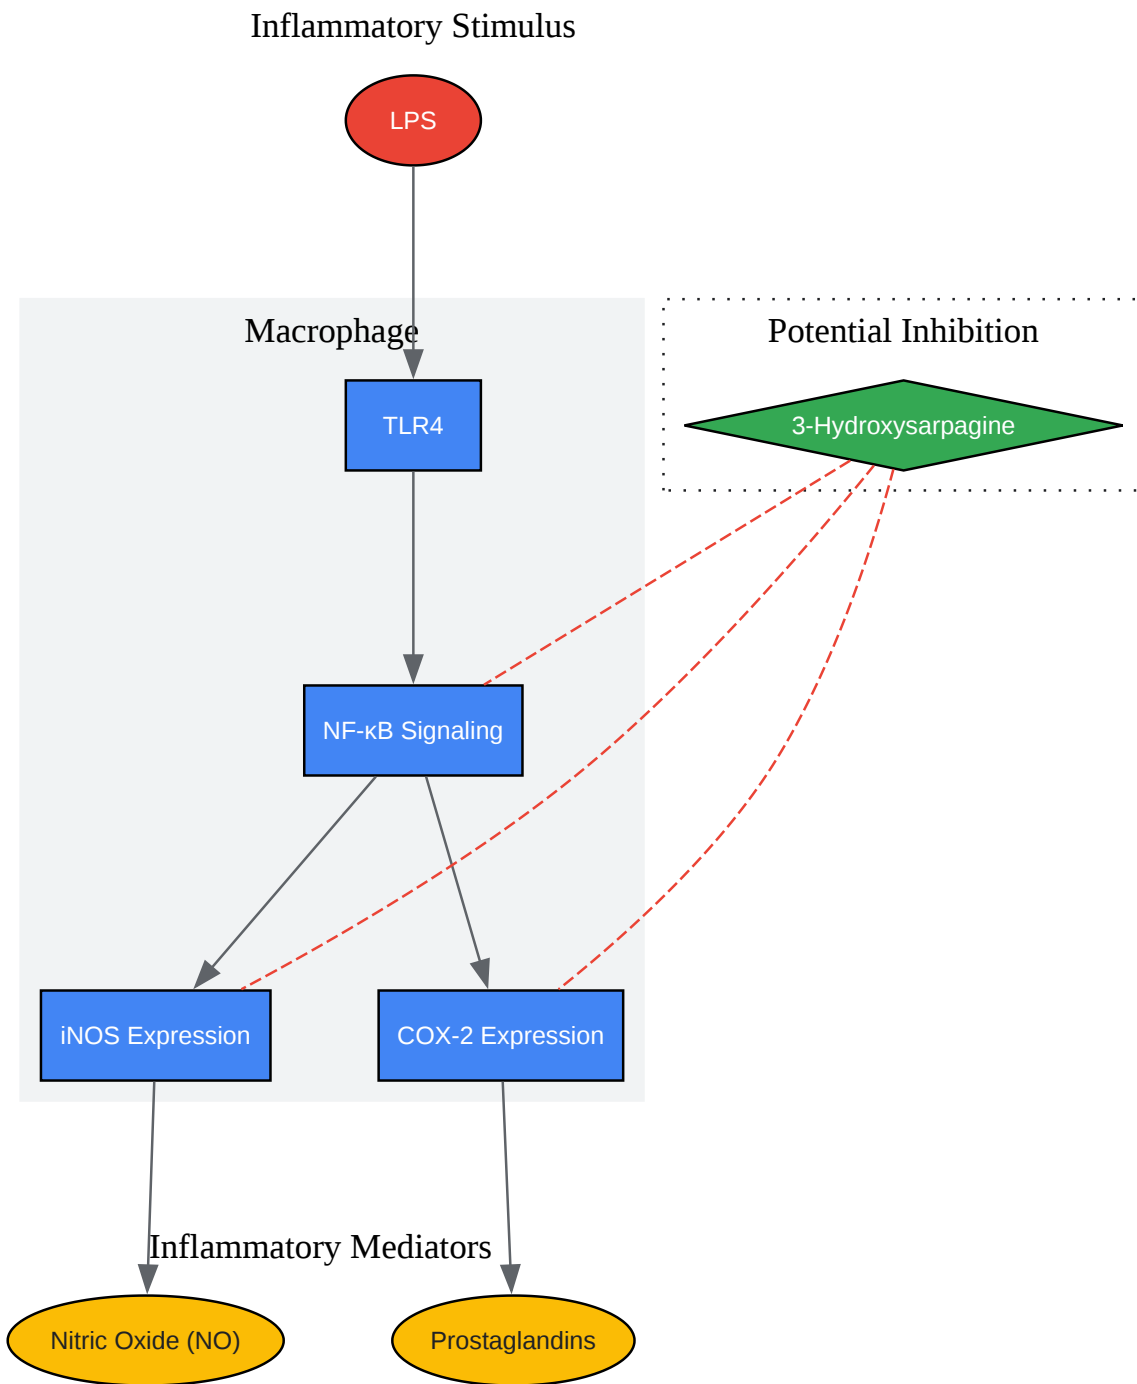 Inflammatory Stimulus
LPS
Macrophage
Potential Inhibition
TLR4
3-Hydroxysarpagine
NF-κB Signaling
iNOS Expression
COX-2 Expression
Inflammatory Mediators
Nitric Oxide (NO)
Prostaglandins